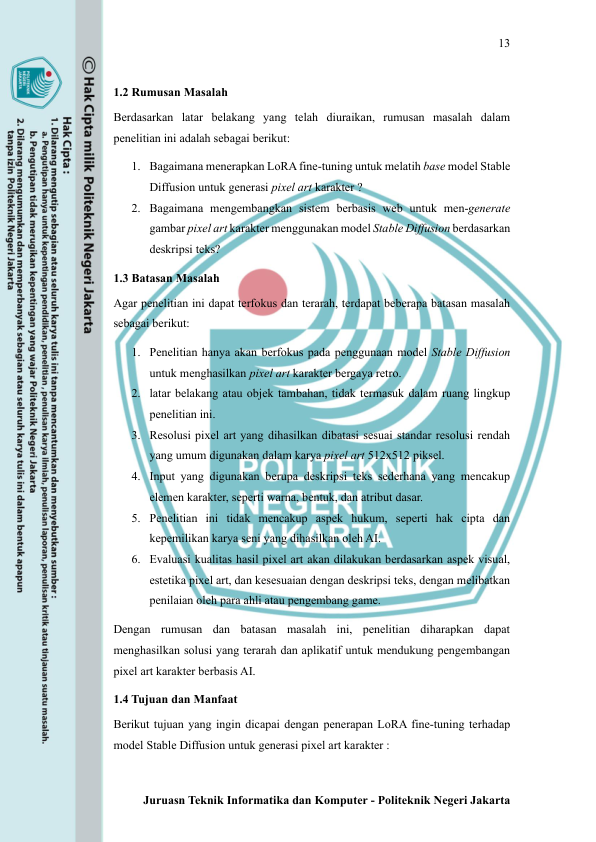 13
1.2 Rumusan Masalah
Berdasarkan latar belakang yang telah diuraikan, rumusan masalah dalam
penelitian ini adalah sebagai berikut:
1. Bagaimana menerapkan LoRA fine-tuning untuk melatih base model Stable
Diffusion untuk generasi pixel art karakter ?
2. Bagaimana mengembangkan sistem berbasis web untuk men-generate
gambar pixel art karakter menggunakan model Stable Diffusion berdasarkan
deskripsi teks?
1.3 Batasan Masalah
Agar penelitian ini dapat terfokus dan terarah, terdapat beberapa batasan masalah
sebagai berikut:
1. Penelitian hanya akan berfokus pada penggunaan model Stable Diffusion
untuk menghasilkan pixel art karakter bergaya retro.
2. latar belakang atau objek tambahan, tidak termasuk dalam ruang lingkup
penelitian ini.
3. Resolusi pixel art yang dihasilkan dibatasi sesuai standar resolusi rendah
yang umum digunakan dalam karya pixel art 512x512 piksel.
4. Input yang digunakan berupa deskripsi teks sederhana yang mencakup
elemen karakter, seperti warna, bentuk, dan atribut dasar.
5. Penelitian ini tidak mencakup aspek hukum, seperti hak cipta dan
kepemilikan karya seni yang dihasilkan oleh AI.
6. Evaluasi kualitas hasil pixel art akan dilakukan berdasarkan aspek visual,
estetika pixel art, dan kesesuaian dengan deskripsi teks, dengan melibatkan
penilaian oleh para ahli atau pengembang game.
Dengan rumusan dan batasan masalah ini, penelitian diharapkan dapat
menghasilkan solusi yang terarah dan aplikatif untuk mendukung pengembangan
pixel art karakter berbasis AI.
1.4 Tujuan dan Manfaat
Berikut tujuan yang ingin dicapai dengan penerapan LoRA fine-tuning terhadap
model Stable Diffusion untuk generasi pixel art karakter :
Juruasn Teknik Informatika dan Komputer - Politeknik Negeri Jakarta
POLITEKNIK
NEGERI
JAKARTA
© Hak Cipta milik Politeknik Negeri Jakarta
Hak Cipta :
1. Dilarang mengutip sebagian atau seluruh karya tulis ini tanpa mencantumkan dan menyebutkan sumber :
a. Pengutipan hanya untuk kepentingan pendidikan, penelitian , penulisan karya ilmiah, penulisan laporan, penulisan kritik atau tinjauan suatu masalah.
b. Pengutipan tidak merugikan kepentingan yang wajar Politeknik Negeri Jakarta
2. Dilarang mengumumkan dan memperbanyak sebagian atau seluruh karya tulis ini dalam bentuk apapun
tanpa izin Politeknik Negeri Jakarta
POLITEKNIK
NEGERI
JAKARTA